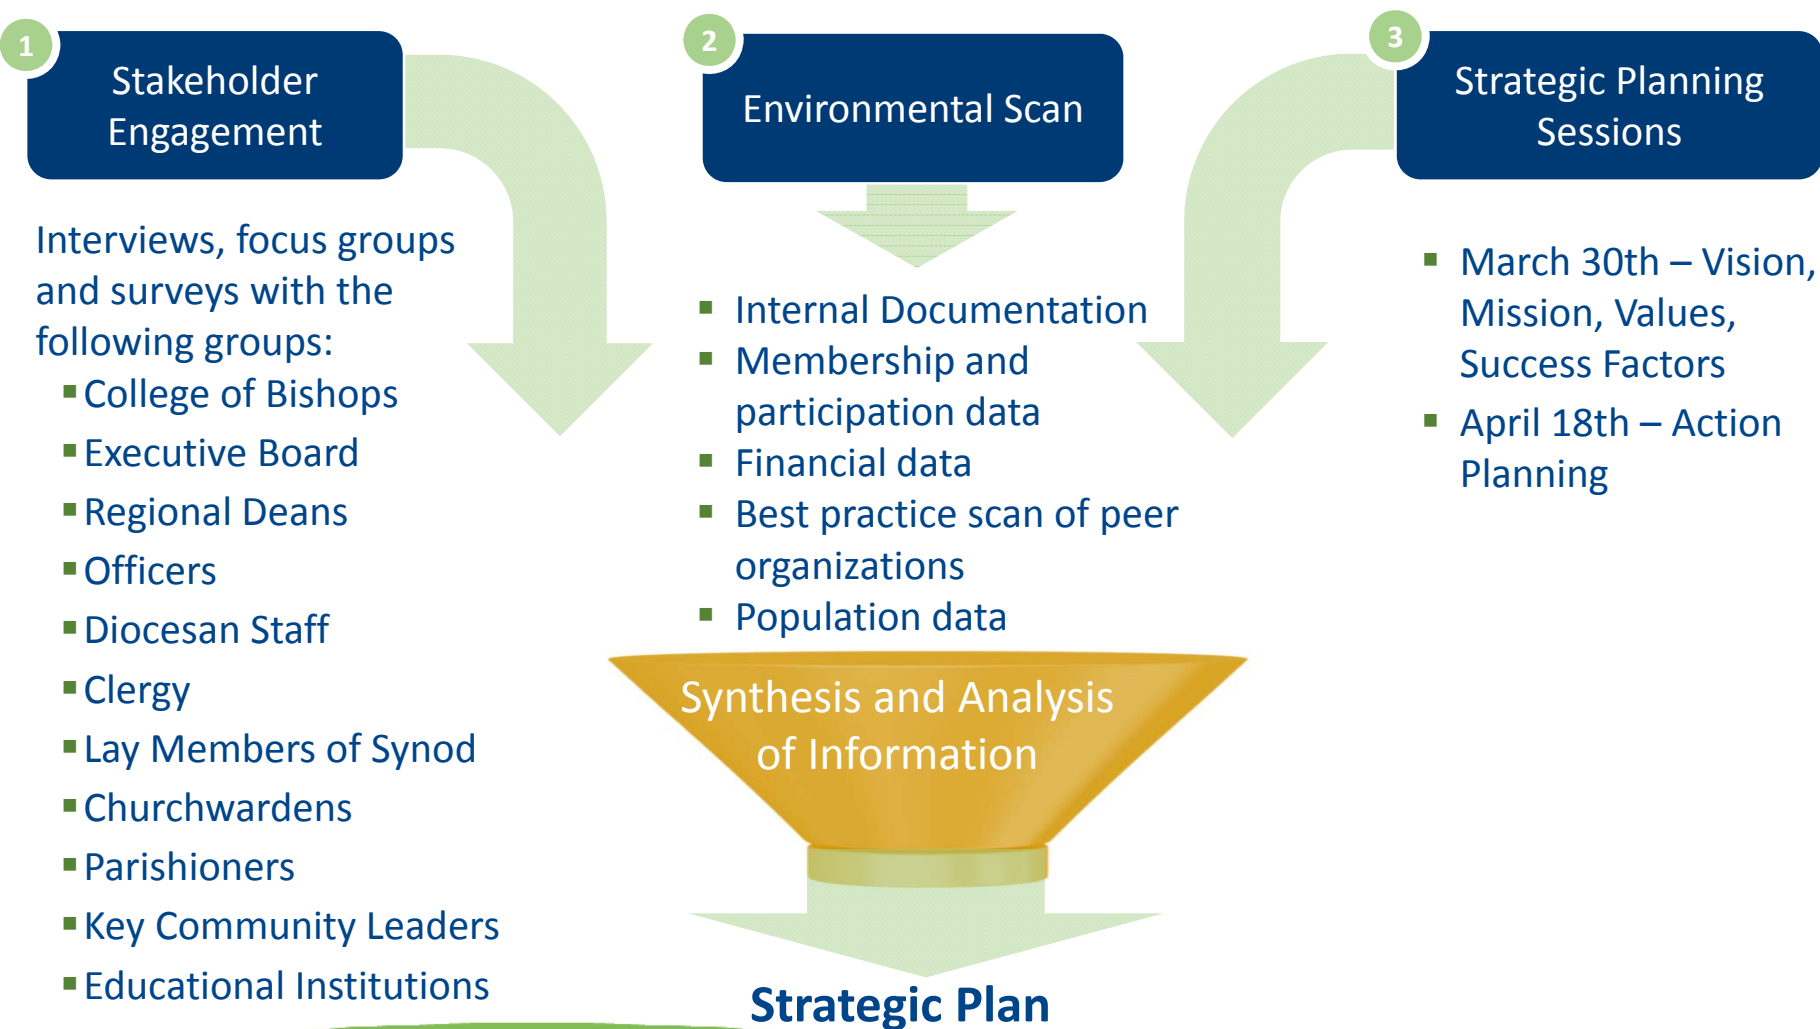 1
Stakeholder
Engagement
Interviews, focus groups
and surveys with the
following groups:
▪ College of Bishops
▪ Executive Board
▪ Regional Deans
▪ Officers
▪ Diocesan Staff
▪ Clergy
▪ Lay Members of Synod
▪ Churchwardens
▪ Parishioners
▪ Key Community Leaders
▪ Educational Institutions
2
Environmental Scan
▪ Internal Documentation
▪ Membership and
participation data
▪ Financial data
▪ Best practice scan of peer
organizations
▪ Population data
3
Strategic Planning
Sessions
▪ March 30th – Vision,
Mission, Values,
Success Factors
▪ April 18th – Action
Planning
Synthesis and Analysis
of Information
Strategic Plan